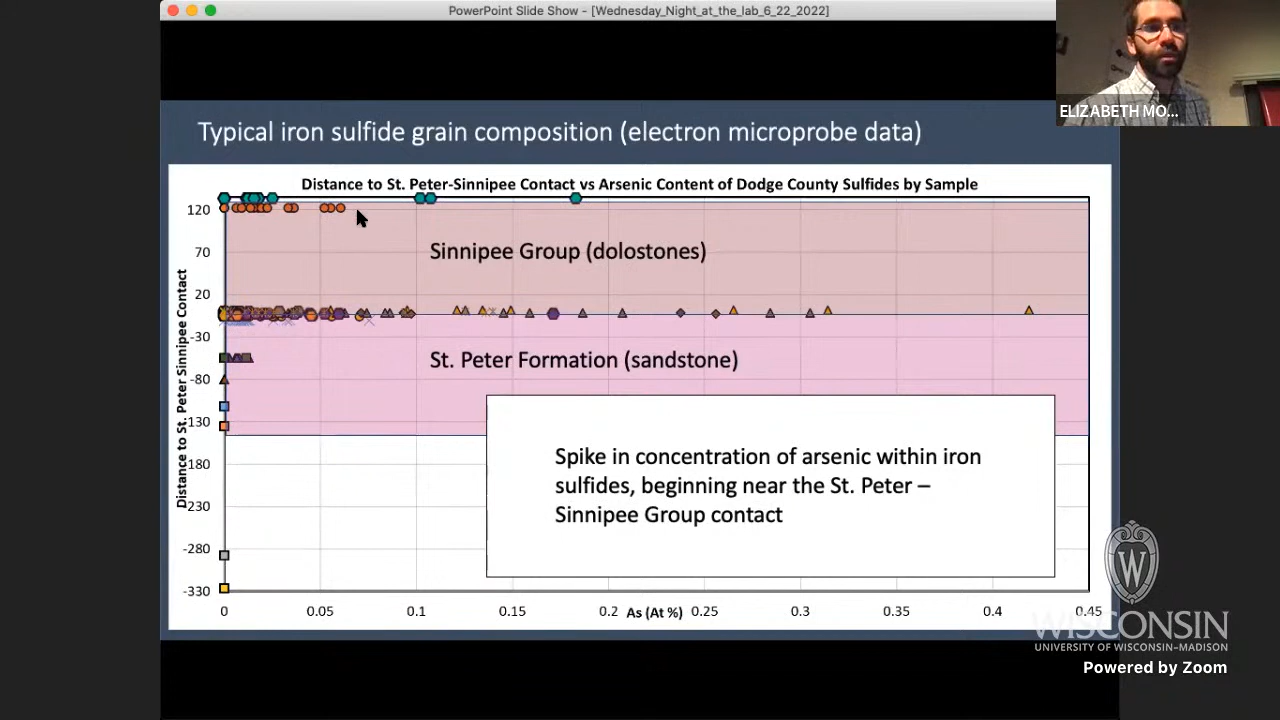 PowerPoint Slide Show - [Wednesday_Night_at_the_lab_6_22_2022]
ELIZABETH MO...
Typical iron sulfide grain composition (electron microprobe data)
Distance to St. Peter-Sinnipee Contact vs Arsenic Content of Dodge County Sulfides by Sample
Distance to St. Peter Sinnipee Contact
120
70
20
-30
-80
-130
-180
-230
-280
-330
Sinnipee Group (dolostones)
St. Peter Formation (sandstone)
Spike in concentration of arsenic within iron
sulfides, beginning near the St. Peter –
Sinnipee Group contact
0 0.05 0.1 0.15 0.2 0.25 0.3 0.35 0.4 0.45
As (At %)
W
WISCONSIN
UNIVERSITY OF WISCONSIN–MADISON
Powered by Zoom